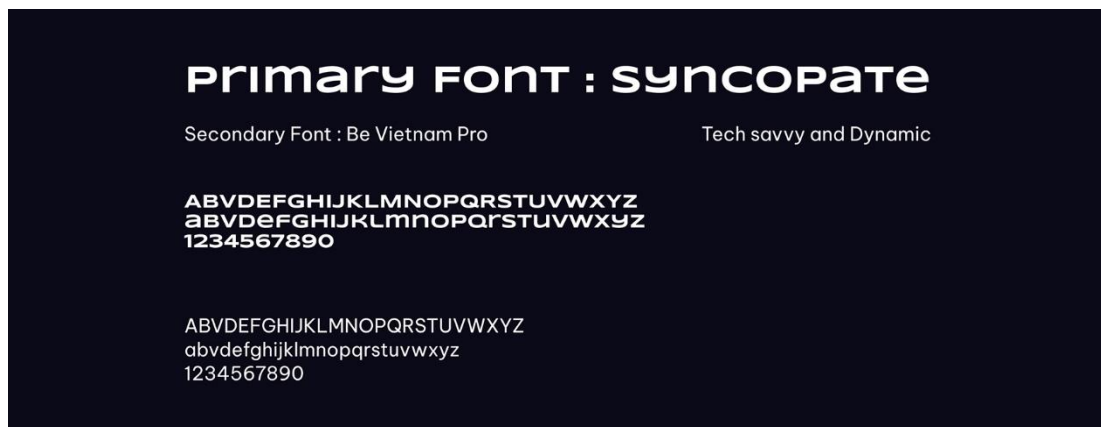 Primary Font : Syncopate
Secondary Font : Be Vietnam Pro
Tech savvy and Dynamic
ABVDEFGHIJKLMNOPQRSTUVWXYZ
abvdefghijklmnopqrstuvwxyz
1234567890
ABVDEFGHIJKLMNOPQRSTUVWXYZ
abvdefghijklmnopqrstuvwxyz
1234567890